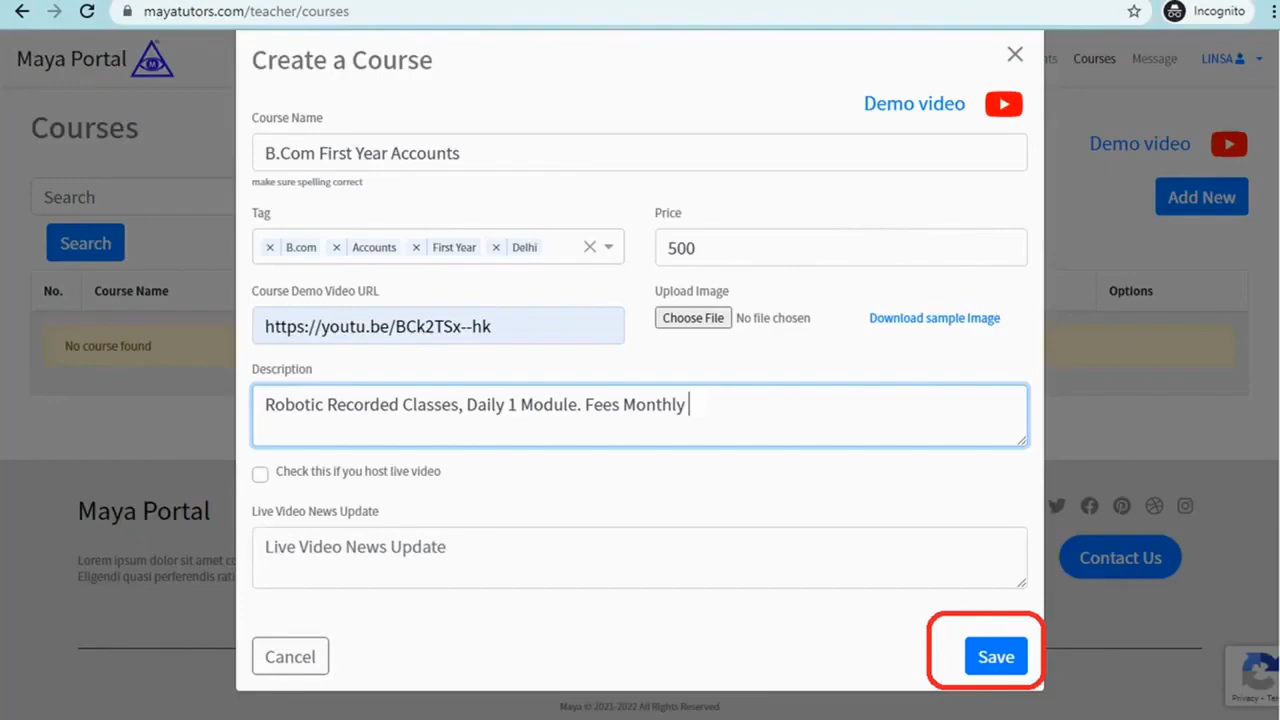 mayatutors.com/teacher/courses
Incognito
Maya Portal
Courses
Message
LINSA
Create a Course
Courses
Demo video
Demo video
Course Name
B.Com First Year Accounts
make sure spelling correct
Search
Add New
Search
Tag
Price
× B.com × Accounts × First Year × Delhi
500
No.
Course Name
Options
Course Demo Video URL
Upload Image
https://youtu.be/BCk2TSx--hk
Choose File No file chosen
Download sample Image
No course found
Description
Robotic Recorded Classes, Daily 1 Module. Fees Monthly
Check this if you host live video
Maya Portal
Live Video News Update
Live Video News Update
Lorem ipsum dolor sit amet
Eligendi quasi perferendis
Contact Us
Cancel
Save
Privacy
Maya © 2021-2022 All Rights Reserved